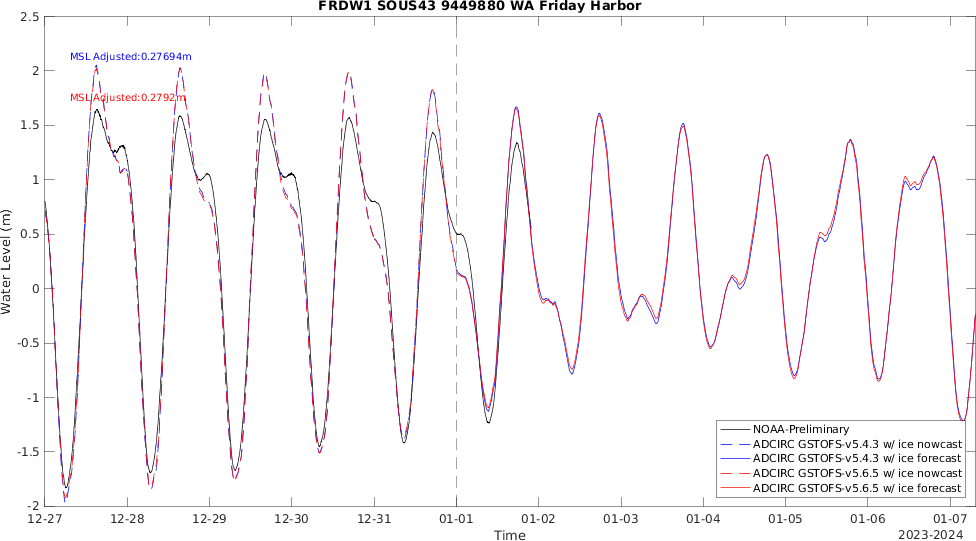 FRDW1 SOUS43 9449880 WA Friday Harbor
2.5
2
1.5
1
0.5
0
-0.5
-1
-1.5
-2
Water Level (m)
MSL Adjusted:0.27694m
MSL Adjusted:0.2792m
NOAA-Preliminary
ADCIRC GSTOFS-v5.4.3 w/ ice nowcast
ADCIRC GSTOFS-v5.4.3 w/ ice forecast
ADCIRC GSTOFS-v5.6.5 w/ ice nowcast
ADCIRC GSTOFS-v5.6.5 w/ ice forecast
12-27 12-28 12-29 12-30 12-31 01-01 01-02 01-03 01-04 01-05 01-06 01-07
Time
2023-2024